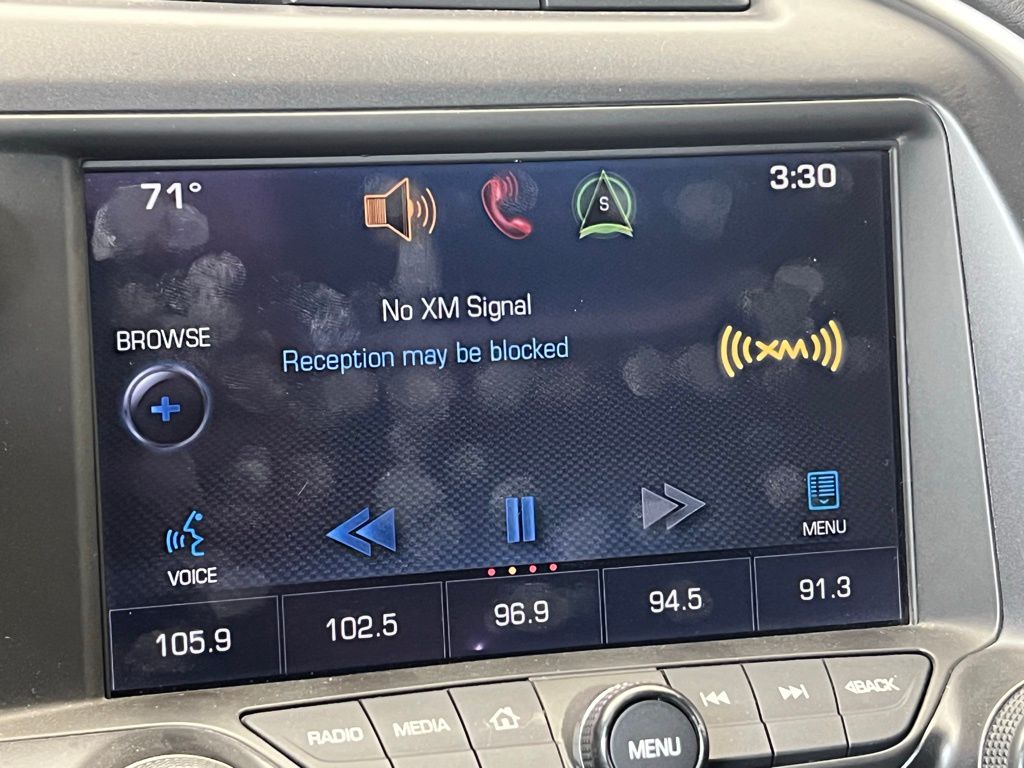 71°
S
3:30
No XM Signal
Reception may be blocked
BROWSE
XM
VOICE
MENU
105.9
102.5
96.9
94.5
91.3
RADIO
MEDIA
MENU
BACK